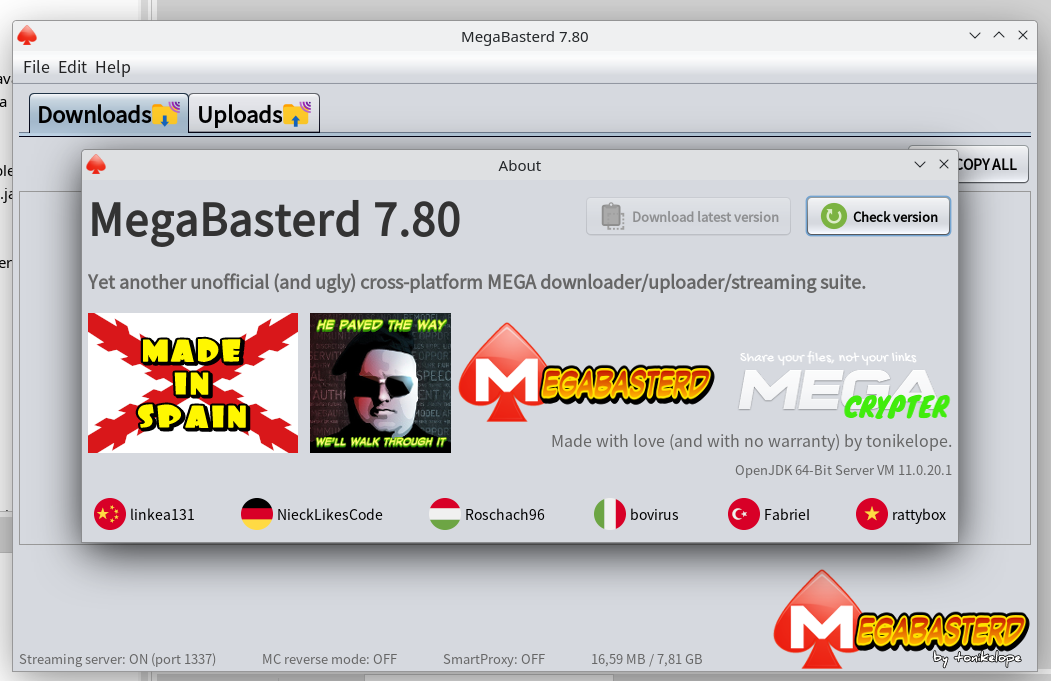 MegaBasterd 7.80
File Edit Help
Downloads
Uploads
COPY ALL
About
MegaBasterd 7.80
Download latest version
Check version
Yet another unofficial (and ugly) cross-platform MEGA downloader/uploader/streaming suite.
MADE
IN
SPAIN
HE PAVED THE WAY
WE'LL WALK THROUGH IT
MEGABASTERD
Share your files, not your links
MEGA
CRYPTER
Made with love (and with no warranty) by tonikelope.
OpenJDK 64-Bit Server VM 11.0.20.1
linkea131
NieckLikesCode
Roschach96
bovirus
FabrieI
rattybox
MEGABASTERD
by tonikelope
Streaming server: ON (port 1337)
MC reverse mode: OFF
SmartProxy: OFF
16,59 MB / 7,81 GB